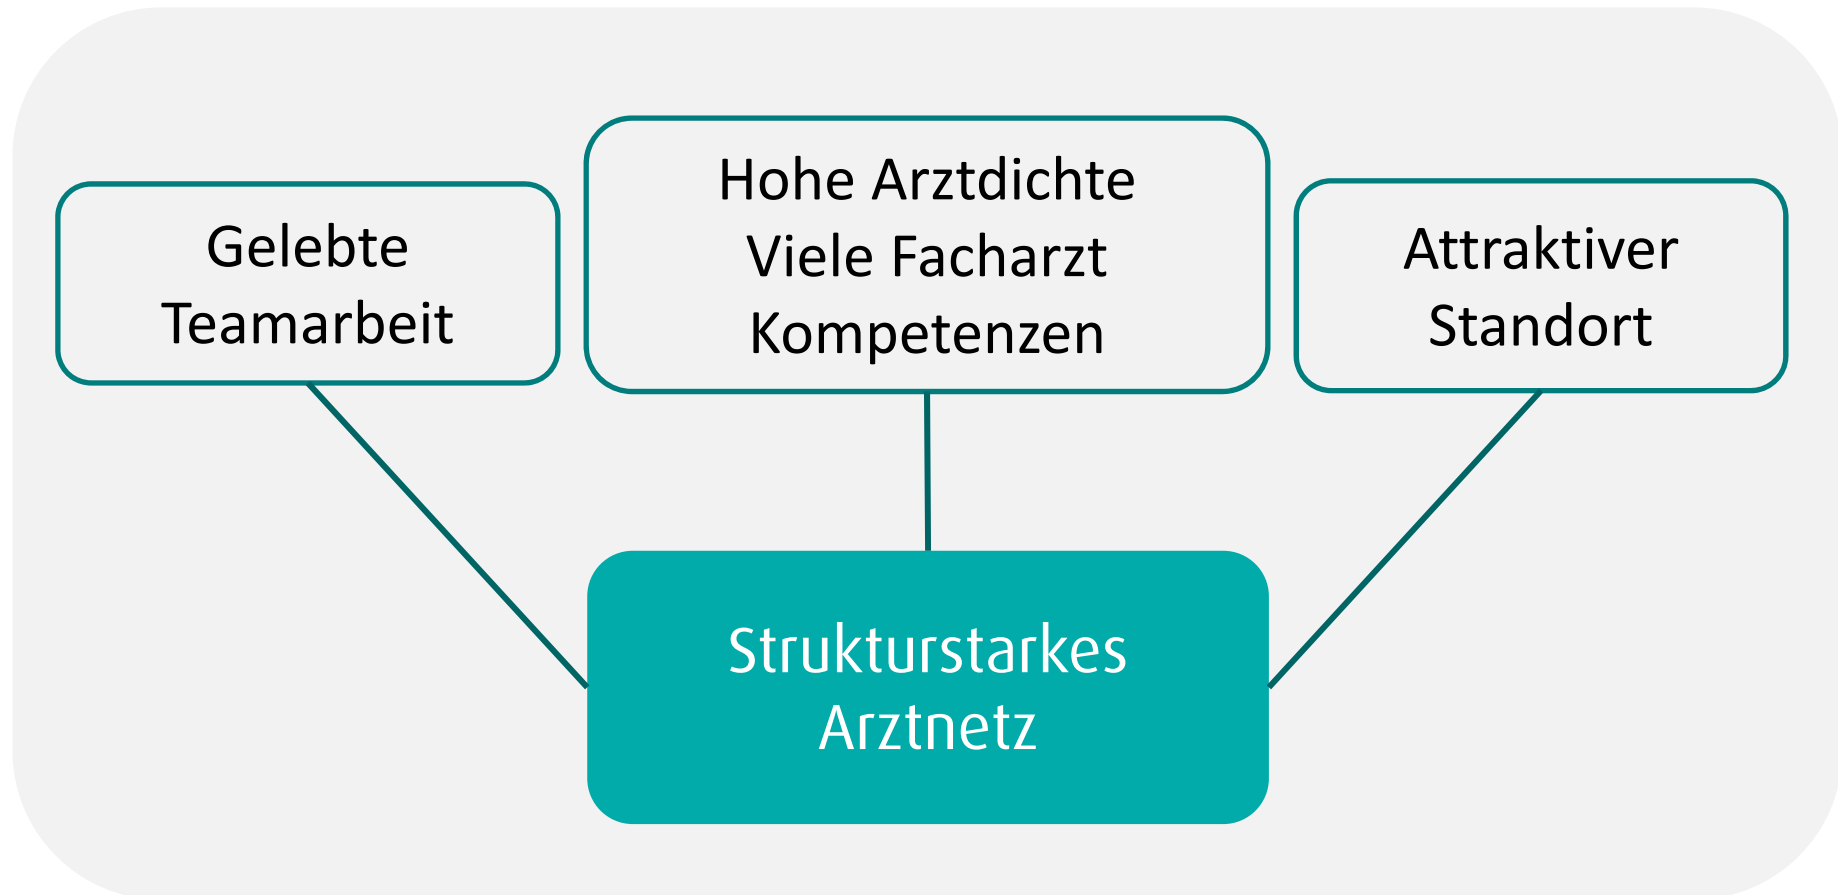 Gelebte
Teamarbeit
Hohe Arztdichte
Viele Facharzt
Kompetenzen
Attraktiver
Standort
Strukturstarkes
Arztnetz